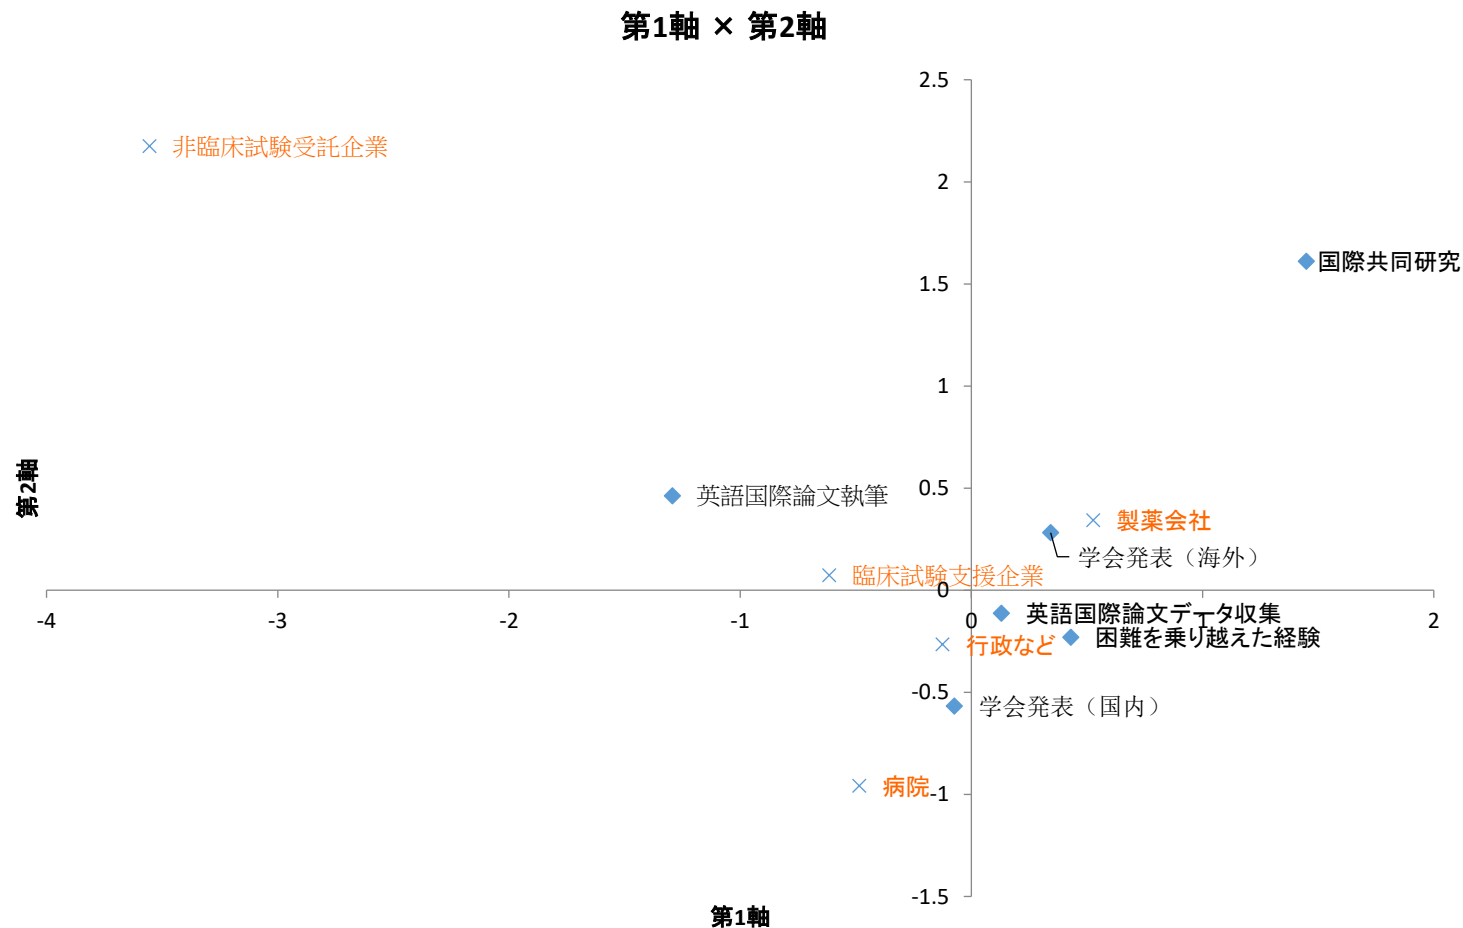 第1軸 × 第2軸
2.5
非臨床試験受託企業
2
国際共同研究
1.5
1
第2軸
0.5
英語国際論文執筆
製薬会社
学会発表（海外）
臨床試験支援企業
0
-4
-3
-2
-1
0
1
2
英語国際論文データ収集
困難を乗り越えた経験
行政など
-0.5
学会発表（国内）
病院
-1
-1.5
第1軸